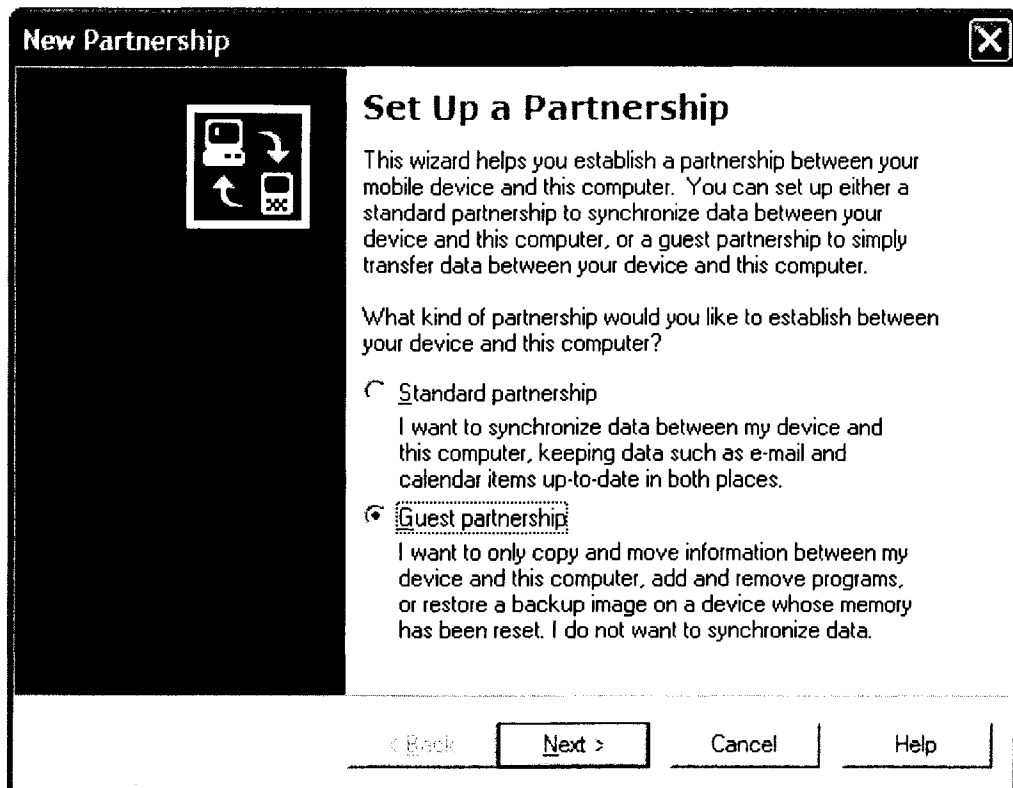 New Partnership
Set Up a Partnership
This wizard helps you establish a partnership between your
mobile device and this computer. You can set up either a
standard partnership to synchronize data between your
device and this computer, or a guest partnership to simply
transfer data between your device and this computer.
What kind of partnership would you like to establish between
your device and this computer?
Standard partnership
I want to synchronize data between my device and
this computer, keeping data such as e-mail and
calendar items up-to-date in both places.
Guest partnership
I want to only copy and move information between my
device and this computer, add and remove programs,
or restore a backup image on a device whose memory
has been reset. I do not want to synchronize data.
< Back Next > Cancel Help